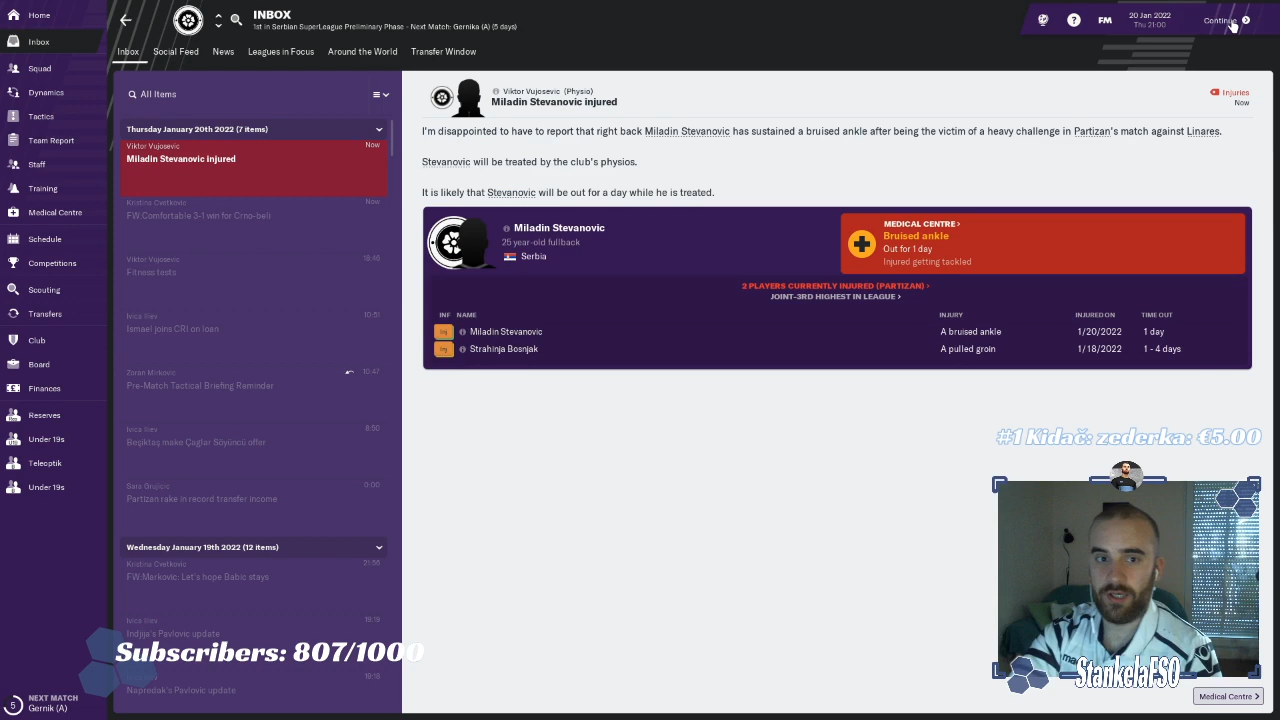 Home
Inbox
Squad
Dynamics
Tactics
Team Report
Staff
Training
Medical Centre
Schedule
Competitions
Scouting
Transfers
Club
Board
Finances
Reserves
Under 19s
Teleoptik
Under 19s
5 NEXT MATCH
Gernik (A)
INBOX
1st in Serbian SuperLeague Preliminary Phase - Next Match: Gernika (A) (5 days)
FM
20 Jan 2022
Thu 21:00
Continue
Inbox Social Feed News Leagues in Focus Around the World Transfer Window
All Items
Thursday January 20th 2022 (7 items)
Viktor Vujosevic Now
Miladin Stevanovic injured
Kristina Cvetkovic Now
FW:Comfortable 3-1 win for Crno-beli
Viktor Vujosevic 18:46
Fitness tests
Ivica Iliev 10:51
Ismael joins CRI on loan
Zoran Mirkovic 10:47
Pre-Match Tactical Briefing Reminder
Ivica Iliev 8:50
Beşiktaş make Çaglar Söyüncü offer
Sara Grujicic 0:00
Partizan rake in record transfer income
Wednesday January 19th 2022 (12 items)
Kristina Cvetkovic 21:56
FW:Markovic: Let's hope Babic stays
Ivica Iliev 19:19
Indjija's Pavlovic update
Subscribers: 807/1000
19:18
Napredak's Pavlovic update
Viktor Vujosevic (Physio)
Miladin Stevanovic injured
Injuries
Now
I'm disappointed to have to report that right back Miladin Stevanovic has sustained a bruised ankle after being the victim of a heavy challenge in Partizan's match against Linares.
Stevanovic will be treated by the club's physios.
It is likely that Stevanovic will be out for a day while he is treated.
Miladin Stevanovic
25 year-old fullback
Serbia
MEDICAL CENTRE >
Bruised ankle
Out for 1 day
Injured getting tackled
2 PLAYERS CURRENTLY INJURED (PARTIZAN) >
JOINT-3RD HIGHEST IN LEAGUE >
INF NAME INJURY INJURED ON TIME OUT
Inj Miladin Stevanovic A bruised ankle 1/20/2022 1 day
Inj Strahinja Bosnjak A pulled groin 1/18/2022 1 - 4 days
#1 Kidač: zederka: €5.00
StankelaFSO
Medical Centre >